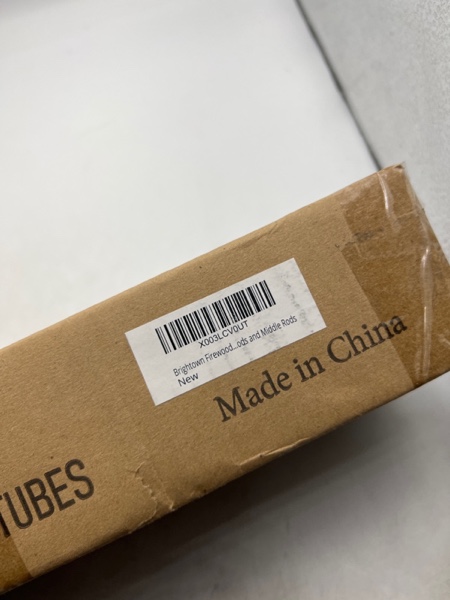 X003LCV0UT
Brightown Firewood...ods and Middle Rods
New
Made in China
TUBES